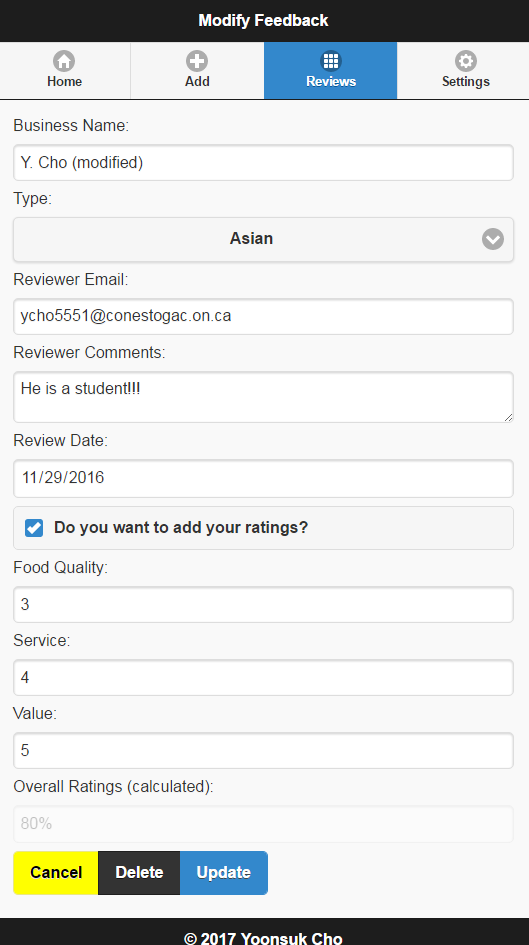 Modify Feedback
Home Add Reviews Settings
Business Name:
Y. Cho (modified)
Type:
Asian
Reviewer Email:
ycho5551@conestogac.on.ca
Reviewer Comments:
He is a student!!!
Review Date:
11/29/2016
Do you want to add your ratings?
Food Quality:
3
Service:
4
Value:
5
Overall Ratings (calculated):
80%
Cancel Delete Update
© 2017 Yoonsuk Cho